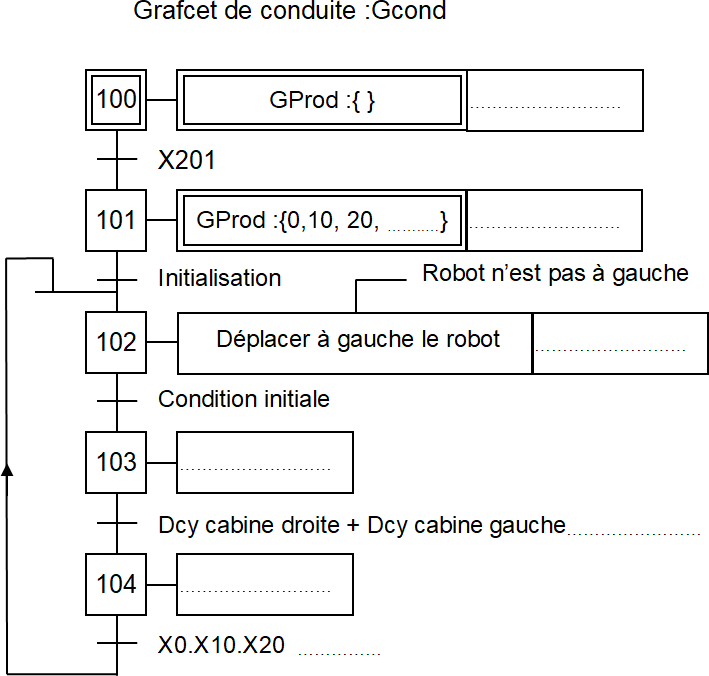 Grafcet de conduite :Gcond
100 GProd :{ } ............................
X201
101 GProd :{0,10, 20, ............} ............................
Initialisation Robot n’est pas à gauche
102 Déplacer à gauche le robot ............................
Condition initiale
103 ............................
Dcy cabine droite + Dcy cabine gauche.........................
104 ............................
X0.X10.X20 ...............